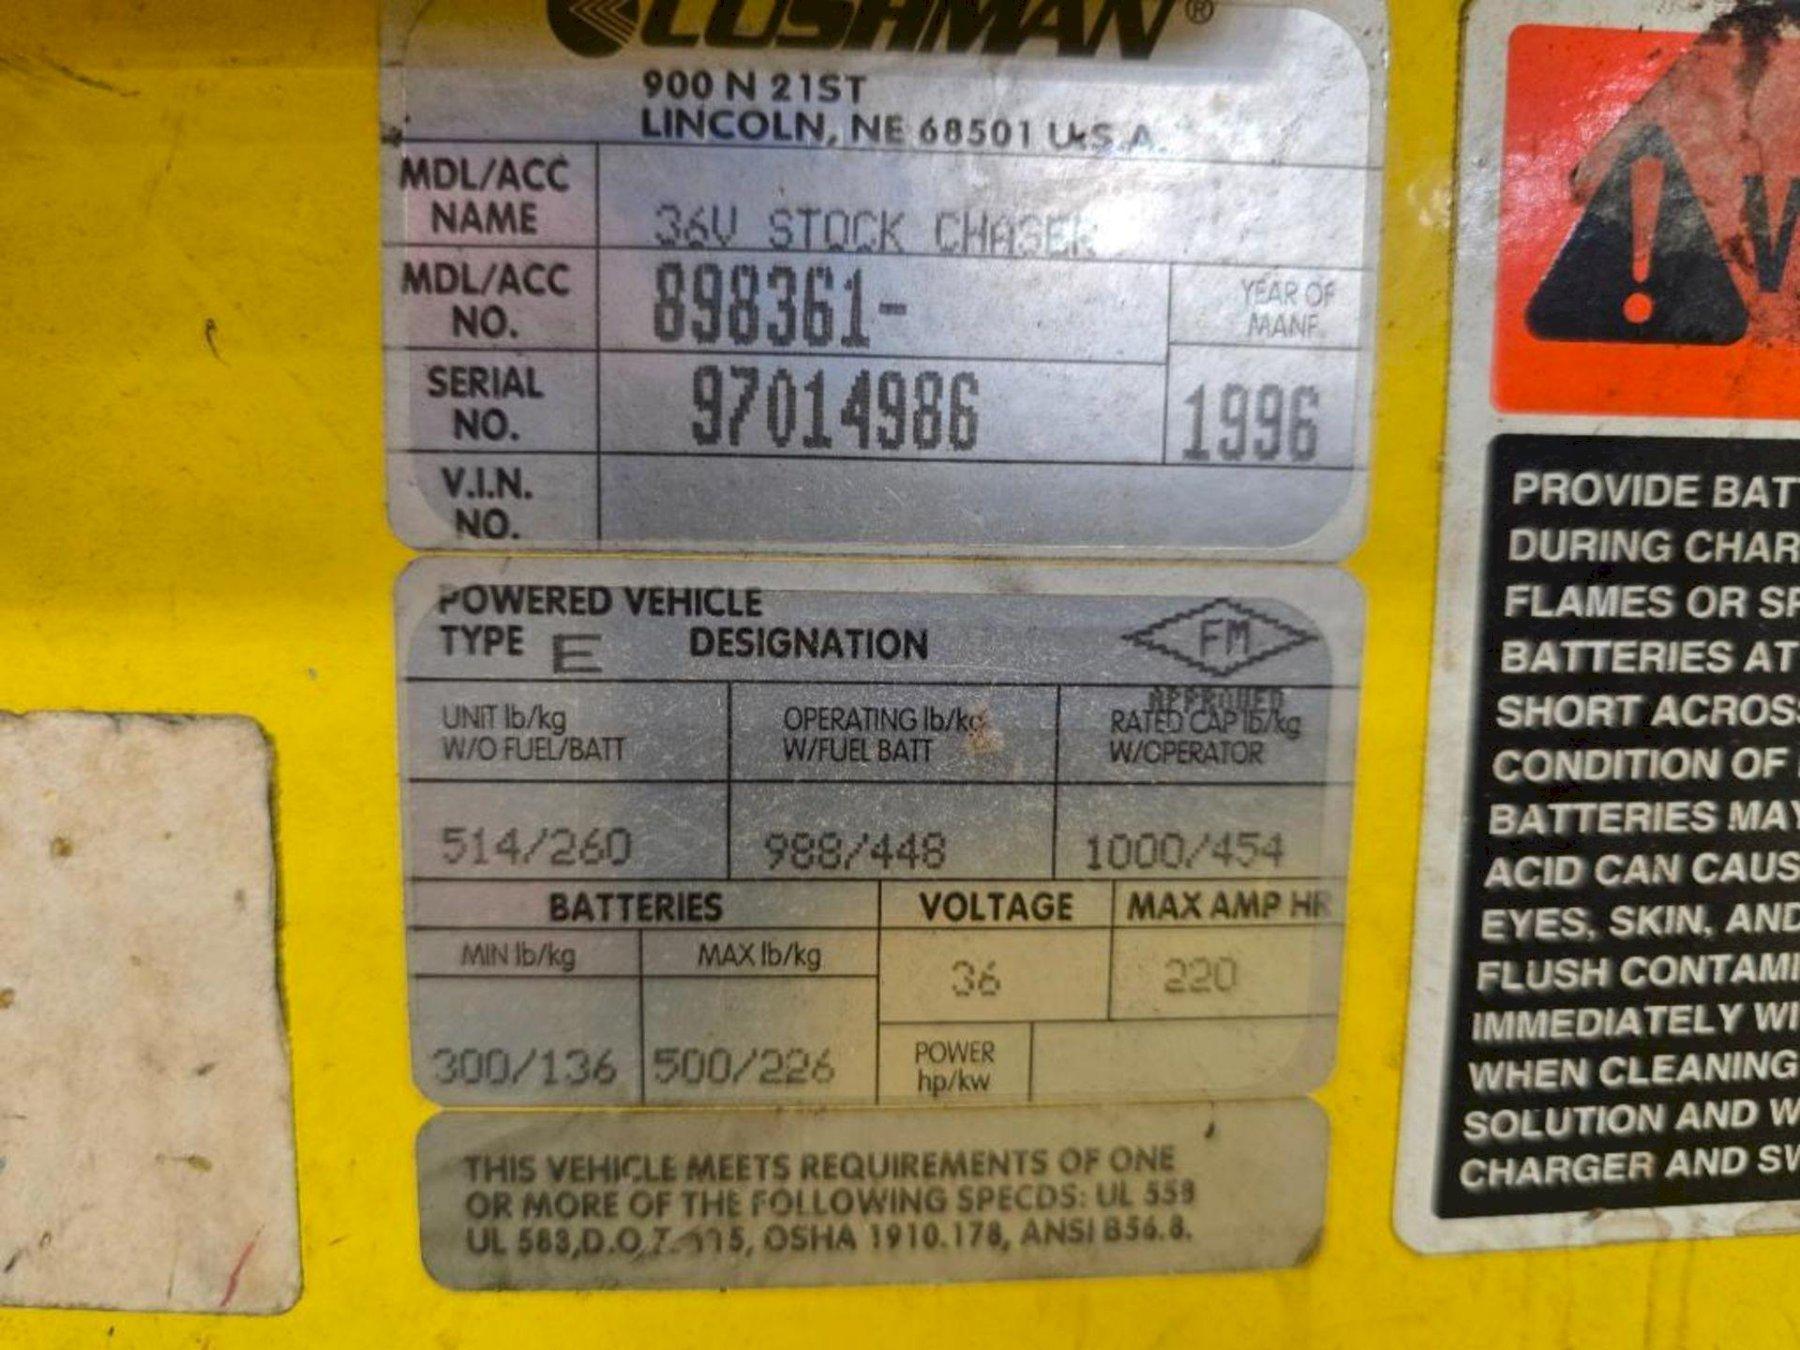 CUSHMAN®
900 N 21ST
LINCOLN, NE 68501 U.S.A.
MDL/ACC
NAME
36V STOCK CHASER
MDL/ACC
NO.
898361-
YEAR OF
MANF.
SERIAL
NO.
97014986
1996
V.I.N.
NO.
POWERED VEHICLE
TYPE E DESIGNATION
FM
APPROVED
UNIT lb/kg
W/O FUEL/BATT
OPERATING lb/kg
W/FUEL BATT
RATED CAP lb/kg
W/OPERATOR
514/260
988/448
1000/454
BATTERIES
VOLTAGE
MAX AMP HR
MIN lb/kg
MAX lb/kg
36
220
300/136
500/226
POWER
hp/kw
THIS VEHICLE MEETS REQUIREMENTS OF ONE
OR MORE OF THE FOLLOWING SPECDS: UL 558
UL 583, D.O.T. OSHA 1910.178, ANSI B56.8.
W
PROVIDE BAT
DURING CHAR
FLAMES OR SP
BATTERIES AT
SHORT ACROSS
CONDITION OF
BATTERIES MAY
ACID CAN CAUS
EYES, SKIN, AND
FLUSH CONTAMI
IMMEDIATELY WI
WHEN CLEANING
SOLUTION AND W
CHARGER AND SW